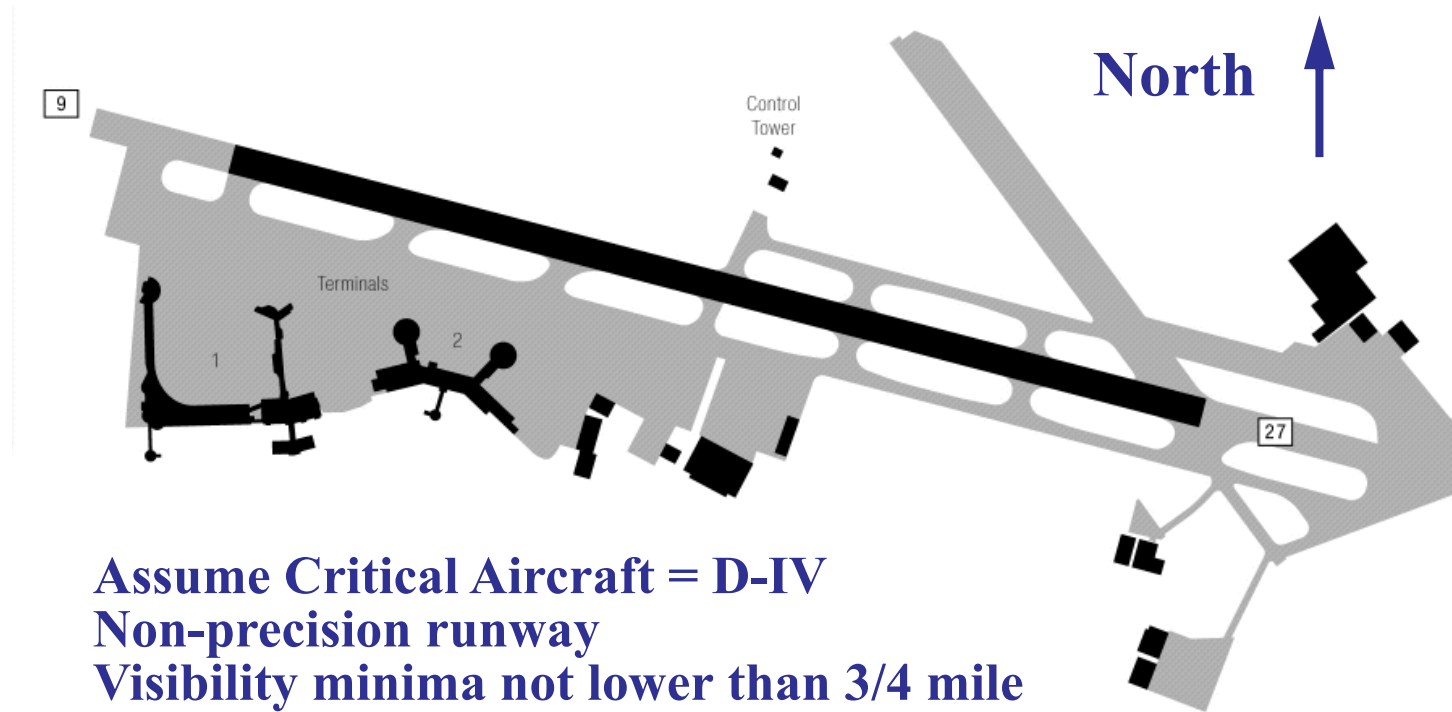 North
9
Control
Tower
Terminals
1
2
27
Assume Critical Aircraft = D-IV
Non-precision runway
Visibility minima not lower than 3/4 mile